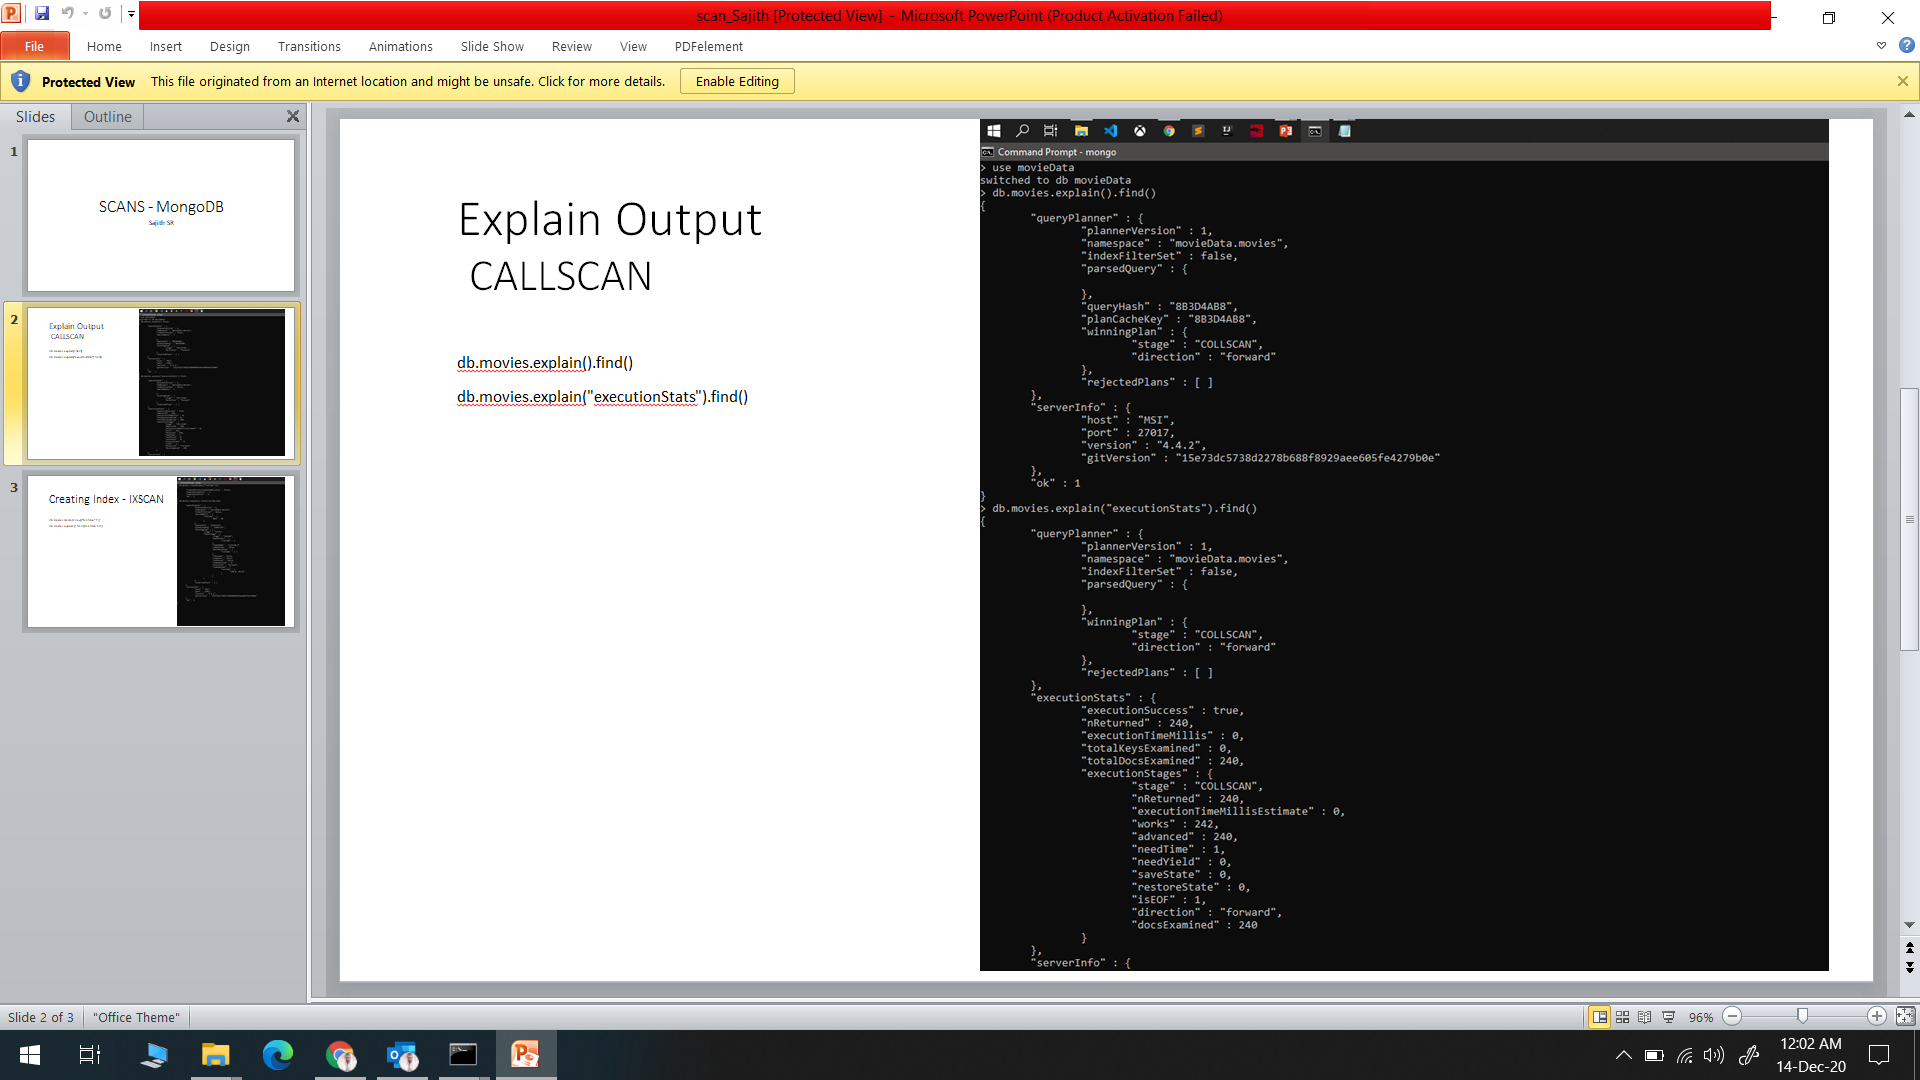 scan_Sajith [Protected View] - Microsoft PowerPoint (Product Activation Failed)
File Home Insert Design Transitions Animations Slide Show Review View PDFelement
Protected View This file originated from an Internet location and might be unsafe. Click for more details. Enable Editing
Slides Outline
1
SCANS - MongoDB
Sajith SR
2
Explain Output
CALLSCAN
3
Creating Index - IXSCAN
Explain Output
CALLSCAN
db.movies.explain().find()
db.movies.explain("executionStats").find()
Command Prompt - mongo
> use movieData
switched to db movieData
> db.movies.explain().find()
{
"queryPlanner" : {
"plannerVersion" : 1,
"namespace" : "movieData.movies",
"indexFilterSet" : false,
"parsedQuery" : {
},
"queryHash" : "8B3D4AB8",
"planCacheKey" : "8B3D4AB8",
"winningPlan" : {
"stage" : "COLLSCAN",
"direction" : "forward"
},
"rejectedPlans" : [ ]
},
"serverInfo" : {
"host" : "MSI",
"port" : 27017,
"version" : "4.4.2",
"gitVersion" : "15e73dc5738d2278b688f8929aee605fe4279b0e"
},
"ok" : 1
}
> db.movies.explain("executionStats").find()
{
"queryPlanner" : {
"plannerVersion" : 1,
"namespace" : "movieData.movies",
"indexFilterSet" : false,
"parsedQuery" : {
},
"winningPlan" : {
"stage" : "COLLSCAN",
"direction" : "forward"
},
"rejectedPlans" : [ ]
},
"executionStats" : {
"executionSuccess" : true,
"nReturned" : 240,
"executionTimeMillis" : 0,
"totalKeysExamined" : 0,
"totalDocsExamined" : 240,
"executionStages" : {
"stage" : "COLLSCAN",
"nReturned" : 240,
"executionTimeMillisEstimate" : 0,
"works" : 242,
"advanced" : 240,
"needTime" : 1,
"needYield" : 0,
"saveState" : 0,
"restoreState" : 0,
"isEOF" : 1,
"direction" : "forward",
"docsExamined" : 240
}
},
"serverInfo" : {
Slide 2 of 3 "Office Theme" 96%
12:02 AM
14-Dec-20